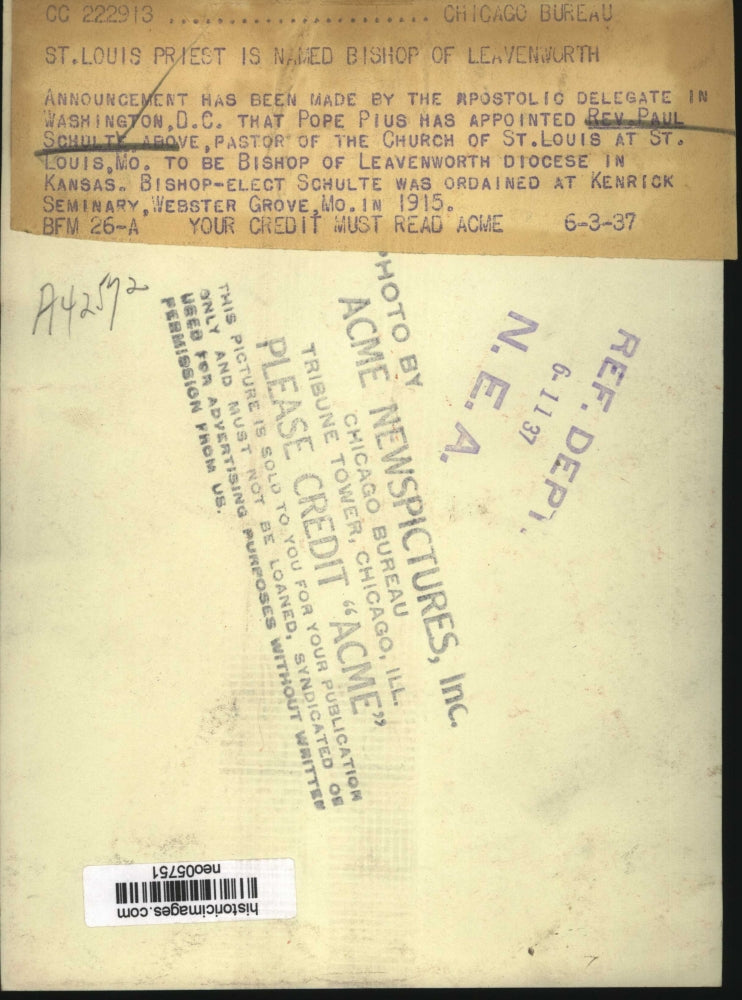 CC 222913 .......................... CHICAGO BUREAU
ST.LOUIS PRIEST IS NAMED BISHOP OF LEAVENWORTH
ANNOUNCEMENT HAS BEEN MADE BY THE APOSTOLIC DELEGATE IN
WASHINGTON,D.C. THAT POPE PIUS HAS APPOINTED REV. PAUL
SCHULTE ABOVE,PASTOR OF THE CHURCH OF ST.LOUIS AT ST.
LOUIS,MO. TO BE BISHOP OF LEAVENWORTH DIOCESE IN
KANSAS. BISHOP-ELECT SCHULTE WAS ORDAINED AT KENRICK
SEMINARY,WEBSTER GROVE,MO.IN 1915.
BFM 26-A YOUR CREDIT MUST READ ACME 6-3-37
A42572
PHOTO BY
ACME NEWSPICTURES, Inc.
CHICAGO BUREAU
TRIBUNE TOWER, CHICAGO, ILL.
PLEASE CREDIT "ACME"
THIS PICTURE IS SOLD TO YOU FOR YOUR PUBLICATION
ONLY AND MUST NOT BE LOANED, SYNDICATED OR
USED FOR ADVERTISING PURPOSES WITHOUT WRITTEN
PERMISSION FROM US.
REF. DEPT.
6-1137
N.E.A.
historicimages.com
neo05751